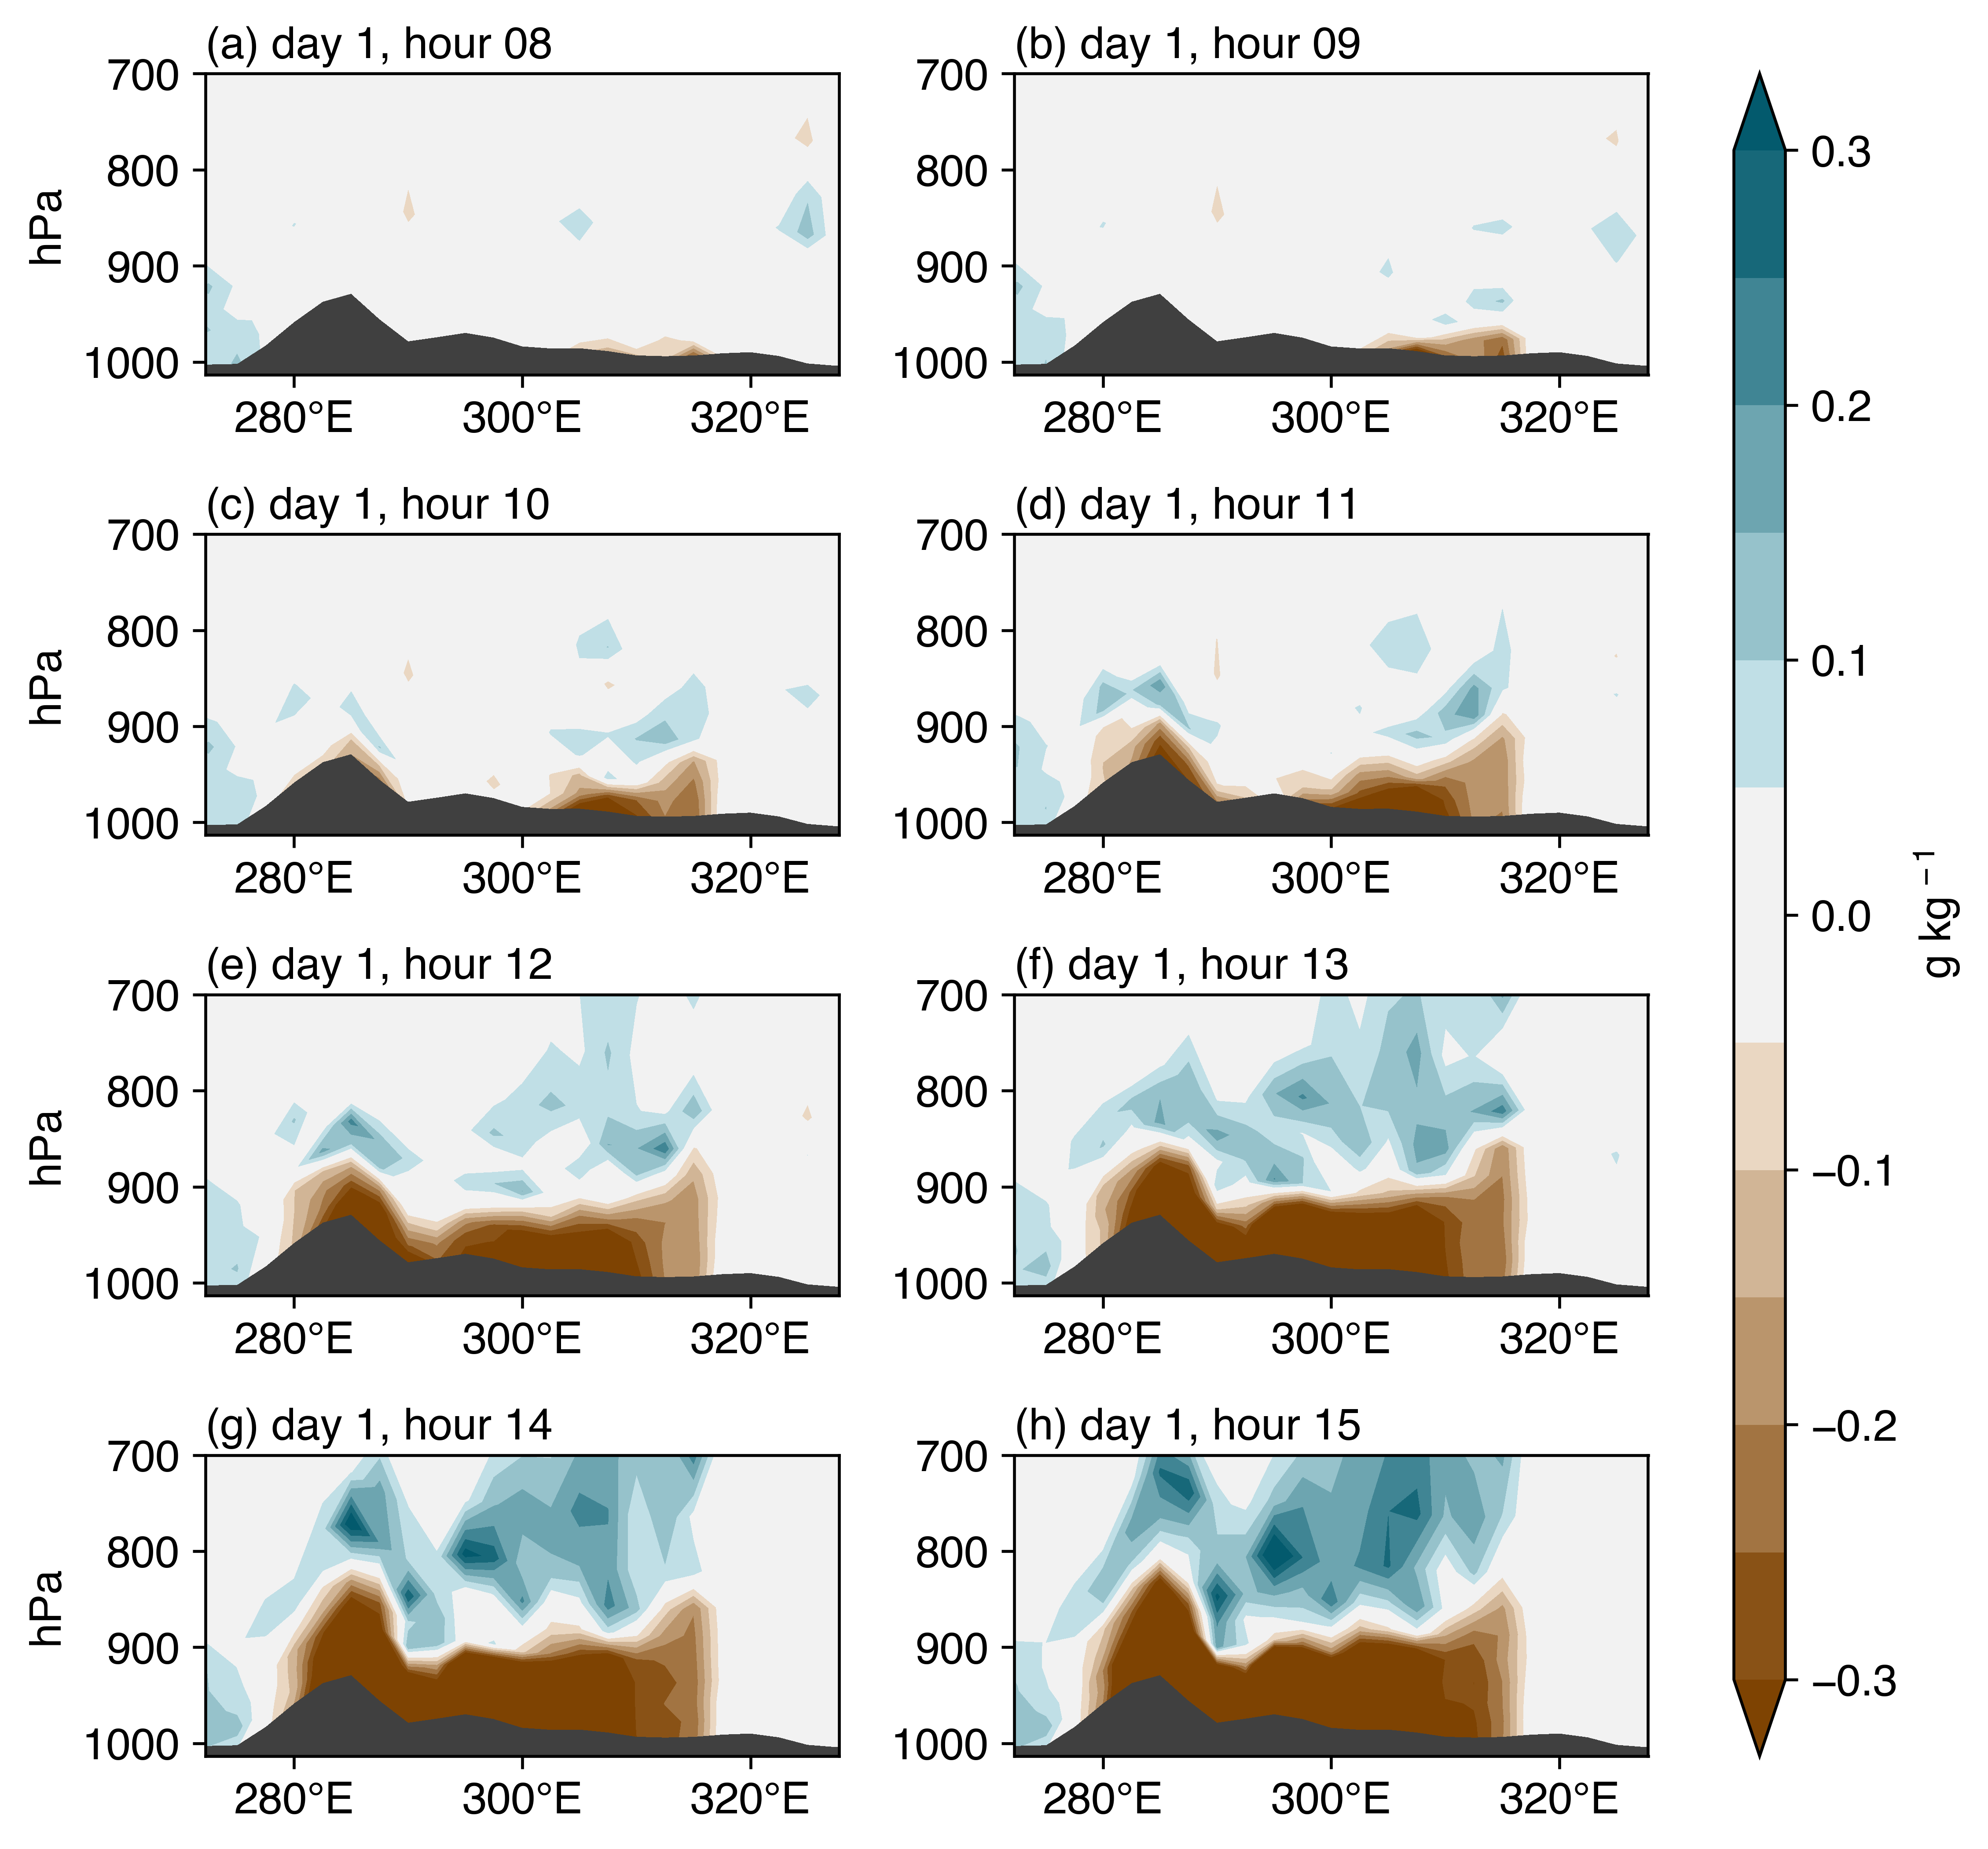 (a) day 1, hour 08
(b) day 1, hour 09
700
800
900
1000
hPa
280°E 300°E 320°E
700
800
900
1000
280°E 300°E 320°E
(c) day 1, hour 10
(d) day 1, hour 11
700
800
900
1000
hPa
280°E 300°E 320°E
700
800
900
1000
280°E 300°E 320°E
(e) day 1, hour 12
(f) day 1, hour 13
700
800
900
1000
hPa
280°E 300°E 320°E
700
800
900
1000
280°E 300°E 320°E
(g) day 1, hour 14
(h) day 1, hour 15
700
800
900
1000
hPa
280°E 300°E 320°E
700
800
900
1000
280°E 300°E 320°E
0.3
0.2
0.1
0.0
−0.1
−0.2
−0.3
g kg⁻¹